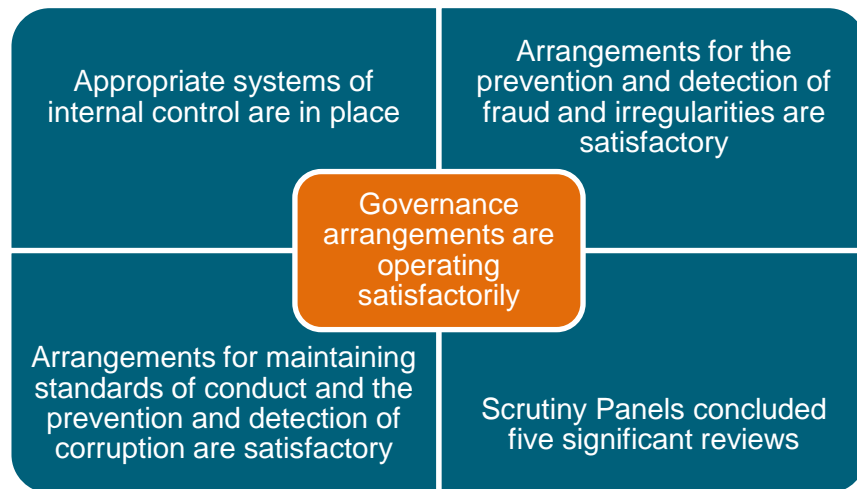 Appropriate systems of
internal control are in place
Arrangements for the
prevention and detection of
fraud and irregularities are
satisfactory
Governance
arrangements are
operating
satisfactorily
Arrangements for maintaining
standards of conduct and the
prevention and detection of
corruption are satisfactory
Scrutiny Panels concluded
five significant reviews